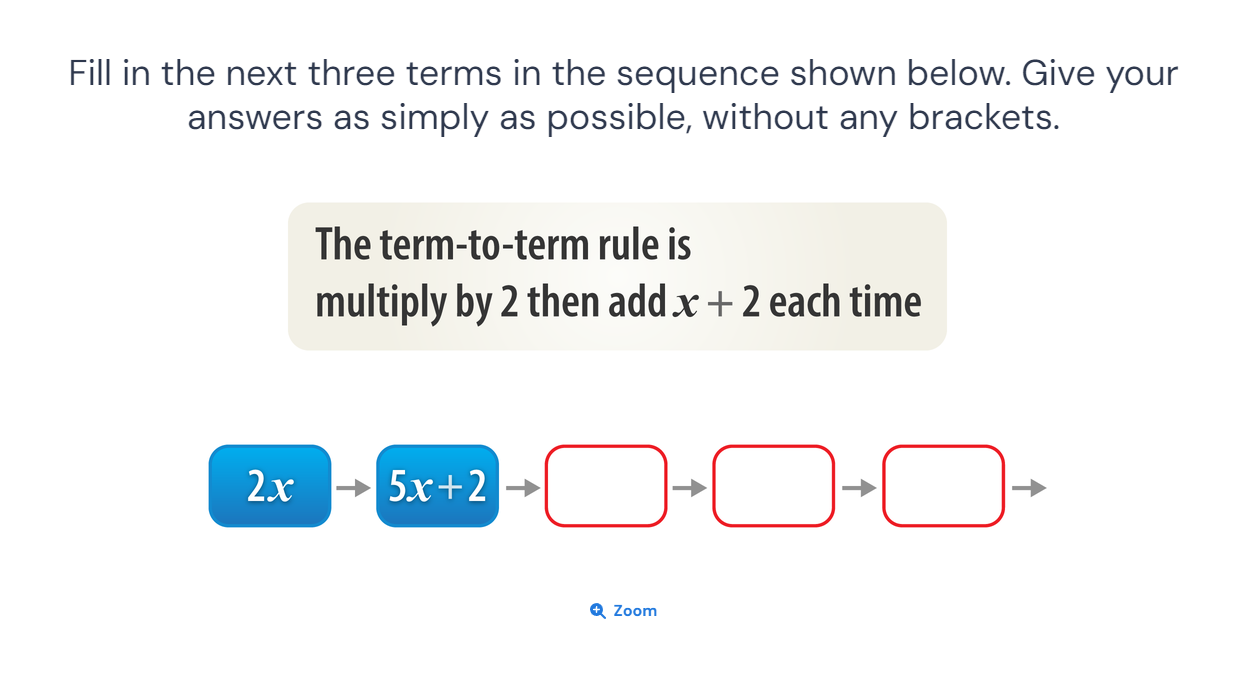 Fill in the next three terms in the sequence shown below. Give your
answers as simply as possible, without any brackets.
The term-to-term rule is
multiply by 2 then add x + 2 each time
2x
5x + 2
Zoom